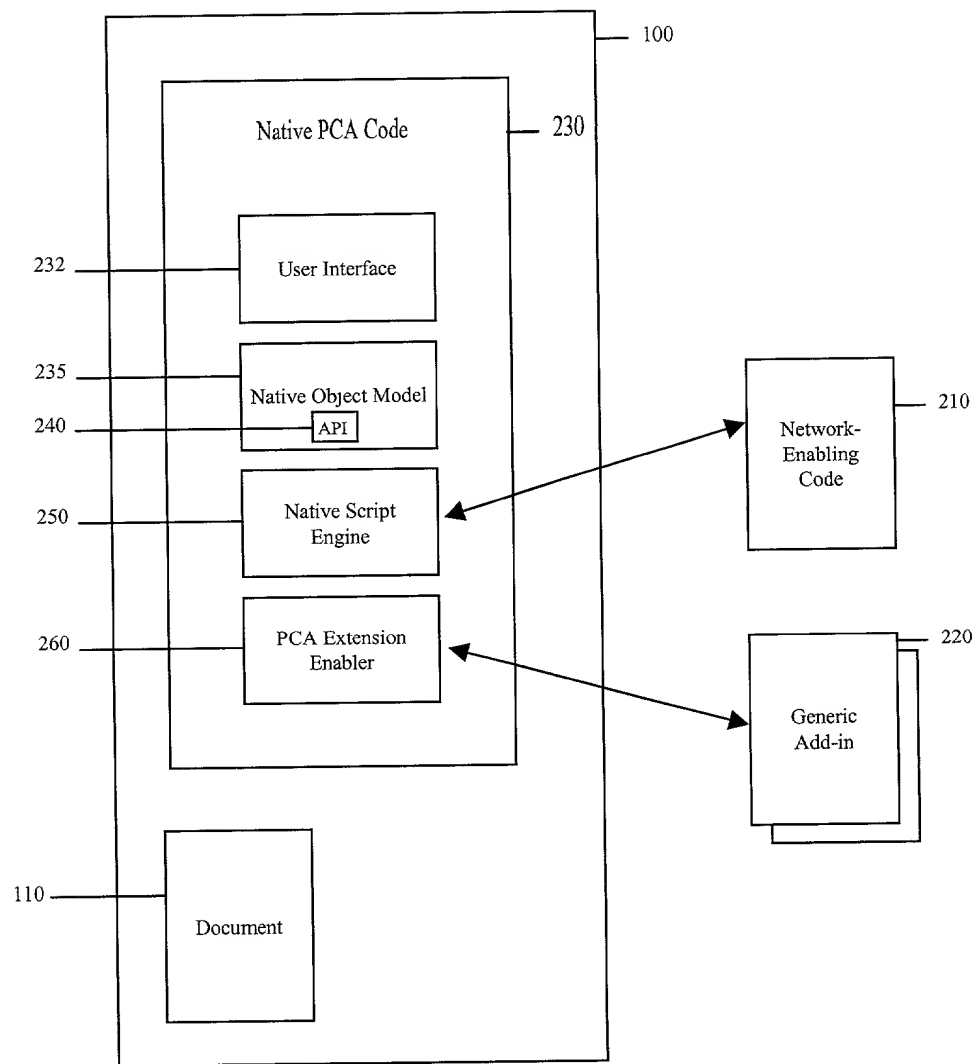 100
Native PCA Code
230
232
User Interface
235
Native Object Model
240
API
210
Network-
Enabling
Code
250
Native Script
Engine
260
PCA Extension
Enabler
220
Generic
Add-in
110
Document